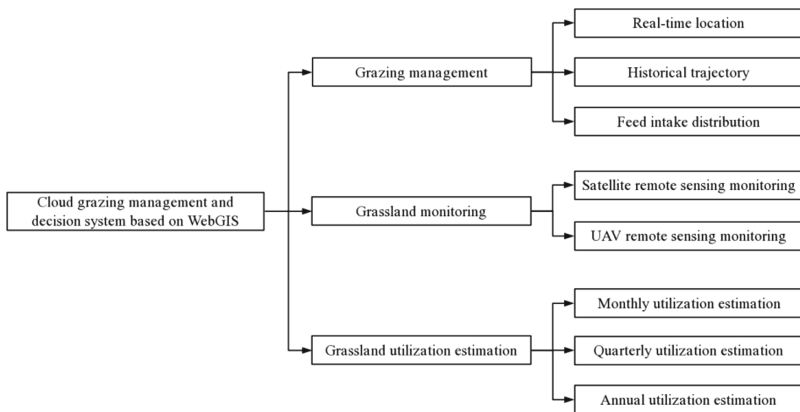 Cloud grazing management and
decision system based on WebGIS
Grazing management
Real-time location
Historical trajectory
Feed intake distribution
Grassland monitoring
Satellite remote sensing monitoring
UAV remote sensing monitoring
Grassland utilization estimation
Monthly utilization estimation
Quarterly utilization estimation
Annual utilization estimation